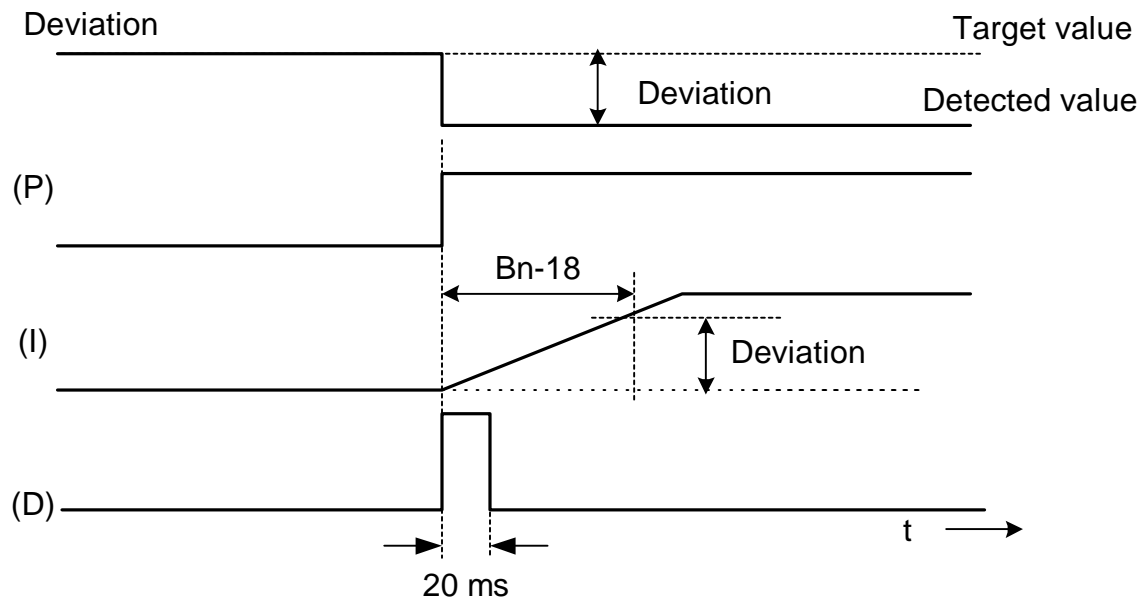 Deviation
Target value
Deviation
Detected value
(P)
Bn-18
(I)
Deviation
(D)
t
20 ms